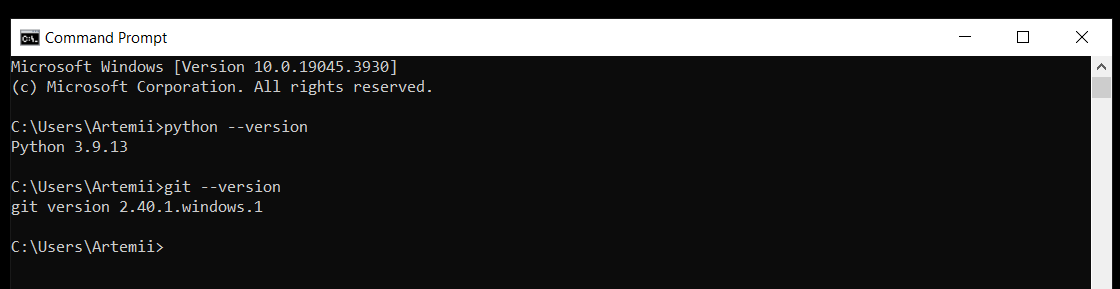 Command Prompt
Microsoft Windows [Version 10.0.19045.3930]
(c) Microsoft Corporation. All rights reserved.
C:\Users\Artemii>python --version
Python 3.9.13
C:\Users\Artemii>git --version
git version 2.40.1.windows.1
C:\Users\Artemii>